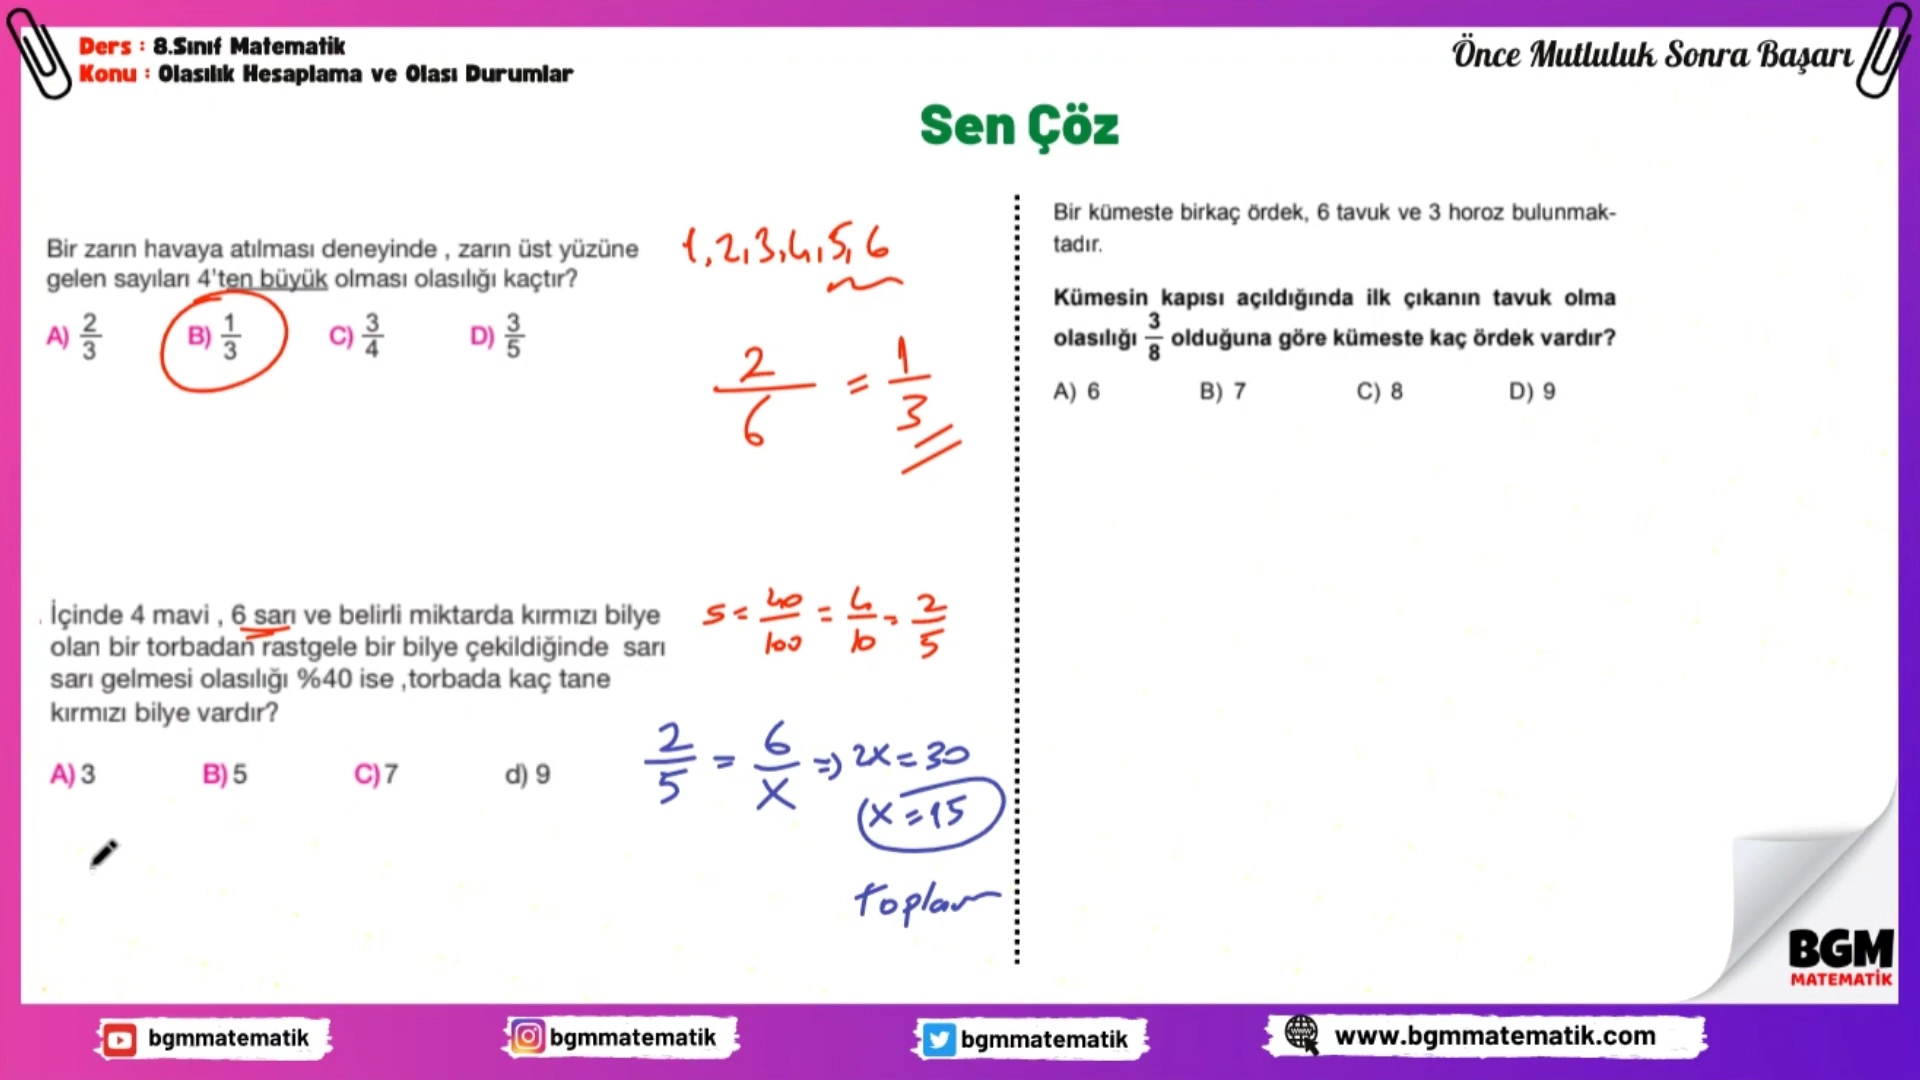 Ders : 8.Sınıf Matematik
Konu : Olasılık Hesaplama ve Olası Durumlar
Önce Mutluluk Sonra Başarı
Sen Çöz
Bir zarın havaya atılması deneyinde , zarın üst yüzüne
gelen sayıları 4'ten büyük olması olasılığı kaçtır?
A) 2/3 B) 1/3 C) 3/4 D) 3/5
1,2,3,4,5,6
2/6 = 1/3
İçinde 4 mavi , 6 sarı ve belirli miktarda kırmızı bilye
olan bir torbadan rastgele bir bilye çekildiğinde sarı
sarı gelmesi olasılığı %40 ise ,torbada kaç tane
kırmızı bilye vardır?
A) 3 B) 5 C) 7 d) 9
S = 40/100 = 4/10 = 2/5
2/5 = 6/x => 2x = 30
x = 15
Toplam
Bir kümeste birkaç ördek, 6 tavuk ve 3 horoz bulunmak-
tadır.
Kümesin kapısı açıldığında ilk çıkanın tavuk olma
olasılığı 3/8 olduğuna göre kümeste kaç ördek vardır?
A) 6 B) 7 C) 8 D) 9
BGM
MATEMATİK
bgmmatematik bgmmatematik bgmmatematik www.bgmmatematik.com